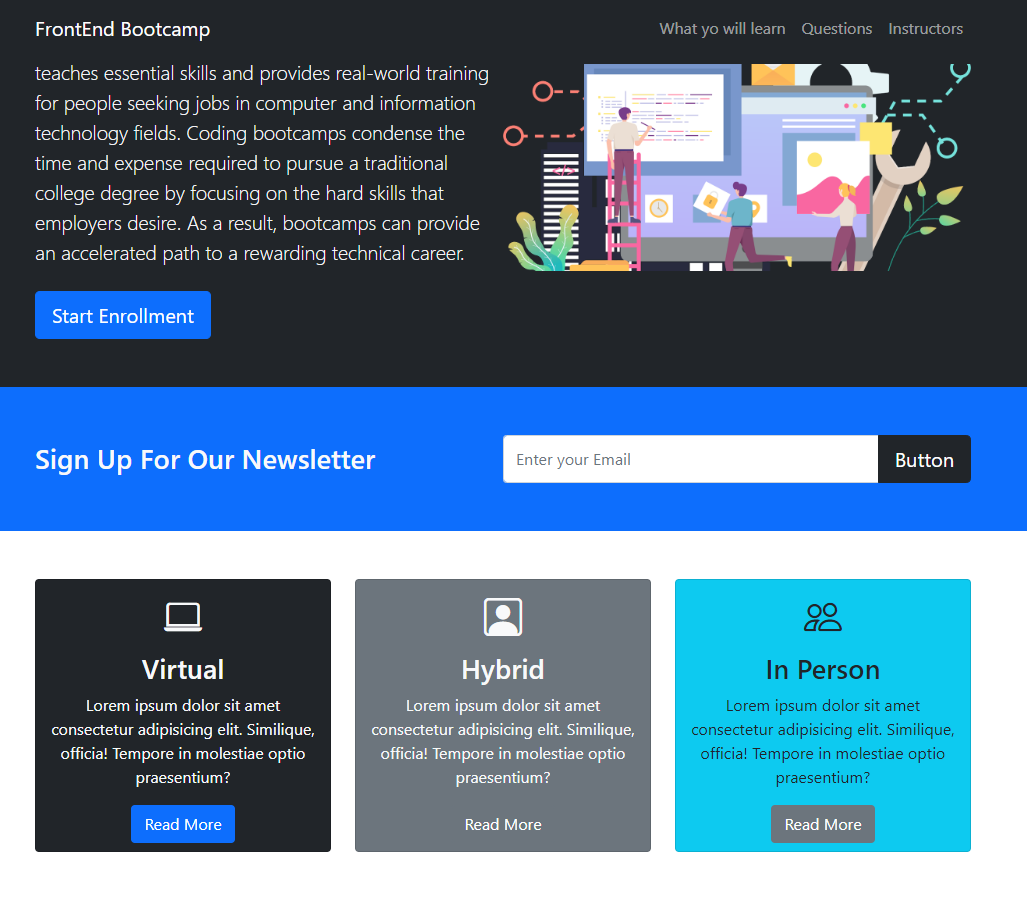 FrontEnd Bootcamp
What yo will learn Questions Instructors
teaches essential skills and provides real-world training
for people seeking jobs in computer and information
technology fields. Coding bootcamps condense the
time and expense required to pursue a traditional
college degree by focusing on the hard skills that
employers desire. As a result, bootcamps can provide
an accelerated path to a rewarding technical career.
Start Enrollment
</>
Sign Up For Our Newsletter
Enter your Email
Button
Virtual
Lorem ipsum dolor sit amet
consectetur adipisicing elit. Similique,
officia! Tempore in molestiae optio
praesentium?
Read More
Hybrid
Lorem ipsum dolor sit amet
consectetur adipisicing elit. Similique,
officia! Tempore in molestiae optio
praesentium?
Read More
In Person
Lorem ipsum dolor sit amet
consectetur adipisicing elit. Similique,
officia! Tempore in molestiae optio
praesentium?
Read More